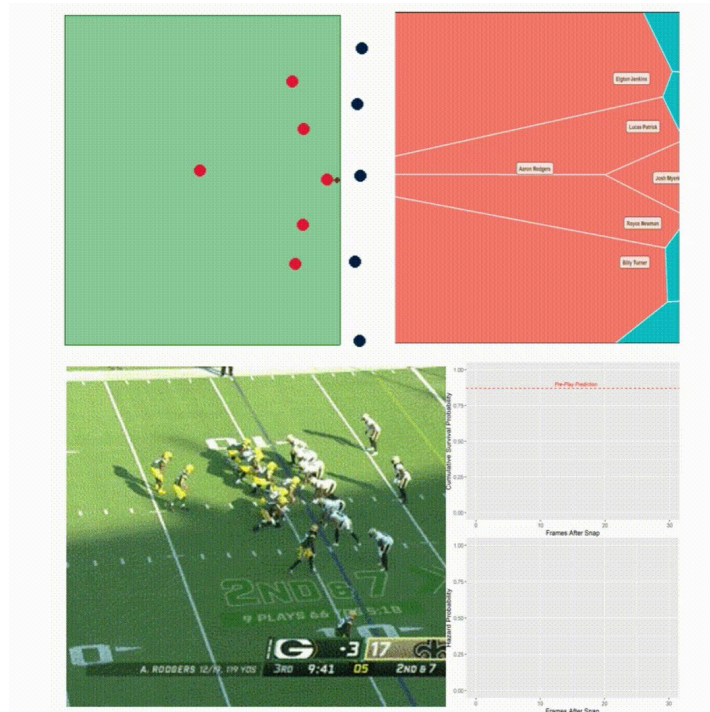 Elgton Jenkins
Lucas Patrick
Aaron Rodgers
Josh Myers
Royce Newman
Billy Turner
1.00
Pre-Play Prediction
0.75
0.50
0.25
0.00
Cumulative Survival Probability
0 10 20 30
Frames After Snap
1.00
0.75
0.50
0.25
0.00
Hazard Probability
0 10 20 30
Frames After Snap
10
2ND & 7
9 PLAYS 66 YDS 5:18
G -3 17
A. RODGERS 12/19, 119 YDS 3RD 9:41 05 2ND & 7